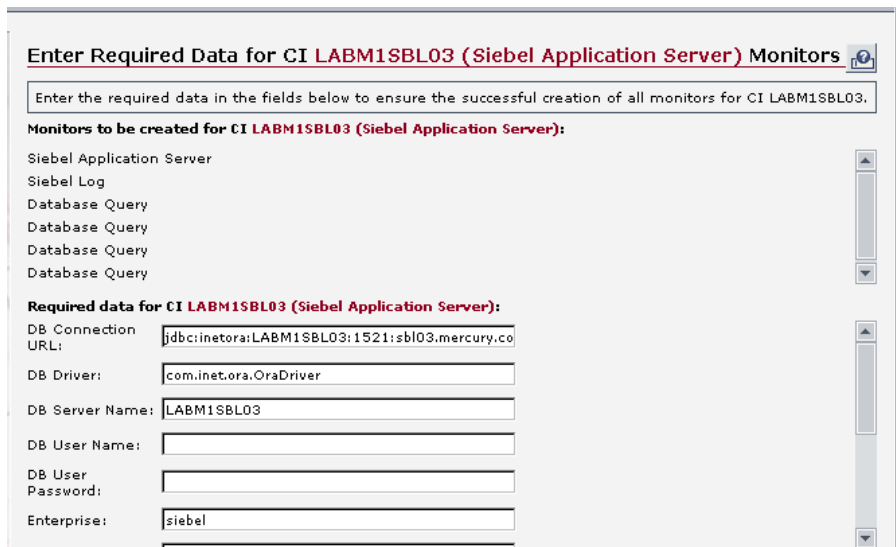 Enter Required Data for CI LABM1SBL03 (Siebel Application Server) Monitors
Enter the required data in the fields below to ensure the successful creation of all monitors for CI LABM1SBL03.
Monitors to be created for CI LABM1SBL03 (Siebel Application Server):
Siebel Application Server
Siebel Log
Database Query
Database Query
Database Query
Database Query
Required data for CI LABM1SBL03 (Siebel Application Server):
DB Connection
URL:
jdbc:inetora:LABM1SBL03:1521:sbl03.mercury.co
DB Driver: com.inet.ora.OraDriver
DB Server Name: LABM1SBL03
DB User Name:
DB User
Password:
Enterprise: siebel